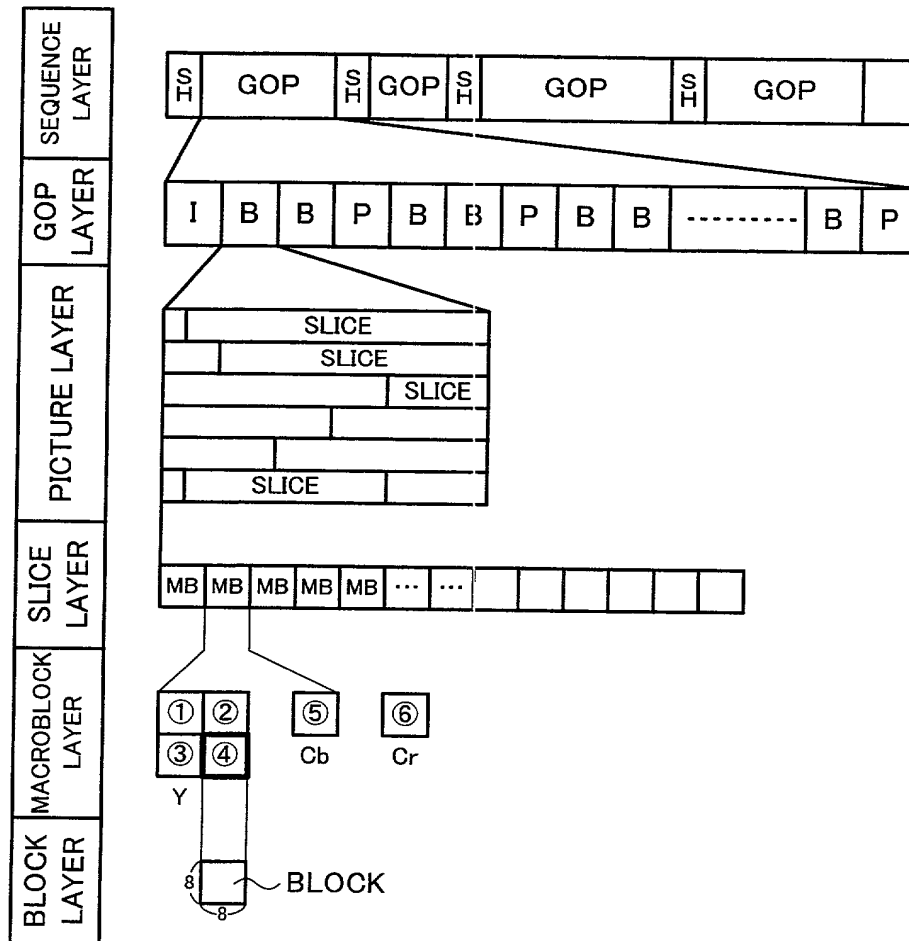 SEQUENCE
LAYER
SH GOP SH GOP SH GOP SH GOP
GOP
LAYER
I B B P B B P B B --------- B P
PICTURE LAYER
SLICE
SLICE
SLICE
SLICE
SLICE
LAYER
MB MB MB MB MB ... ...
MACROBLOCK
LAYER
① ② ⑤ ⑥
③ ④ Cb Cr
Y
BLOCK
LAYER
8 BLOCK
8